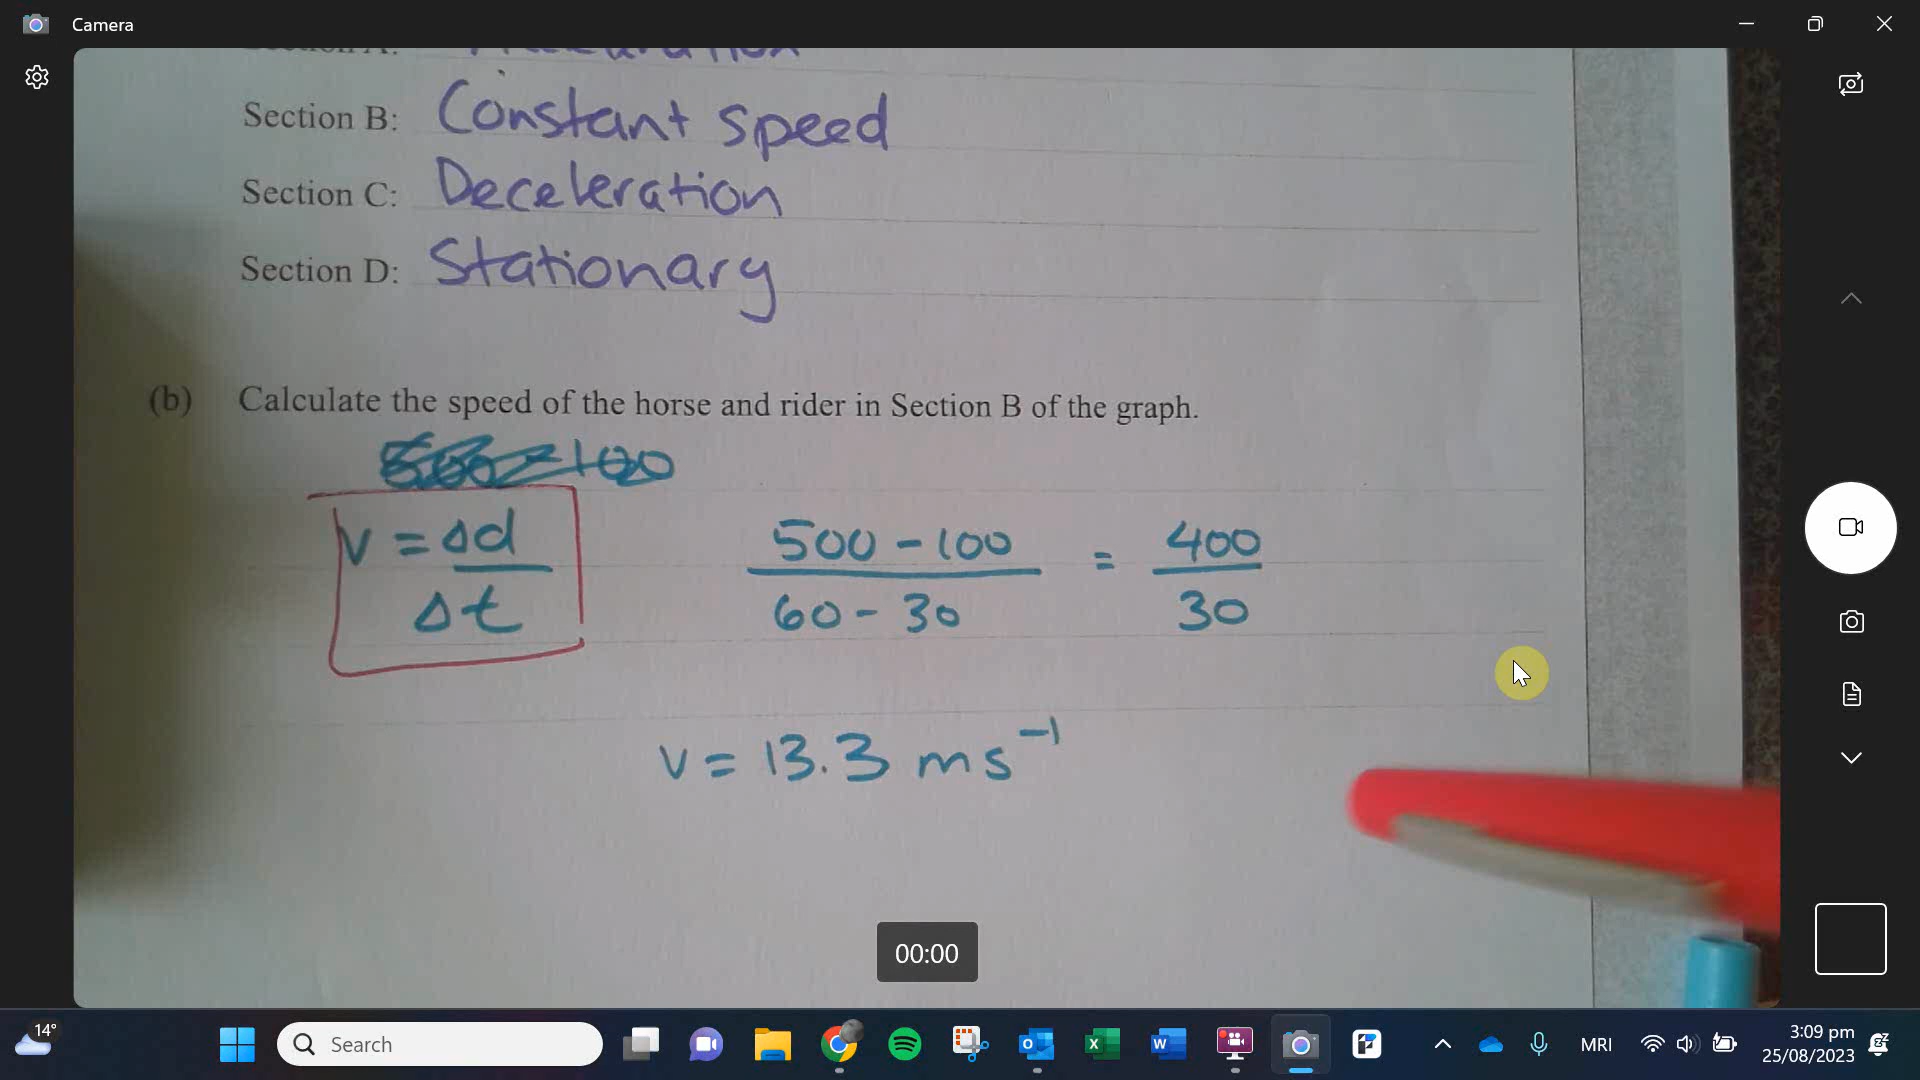 Camera
Section A: Acceleration
Section B: Constant speed
Section C: Deceleration
Section D: Stationary
(b) Calculate the speed of the horse and rider in Section B of the graph.
v = Δd
Δt
500 - 100 = 400
60 - 30 30
v = 13.3 ms⁻¹
00:00
14°
Search
MRI
3:09 pm
25/08/2023